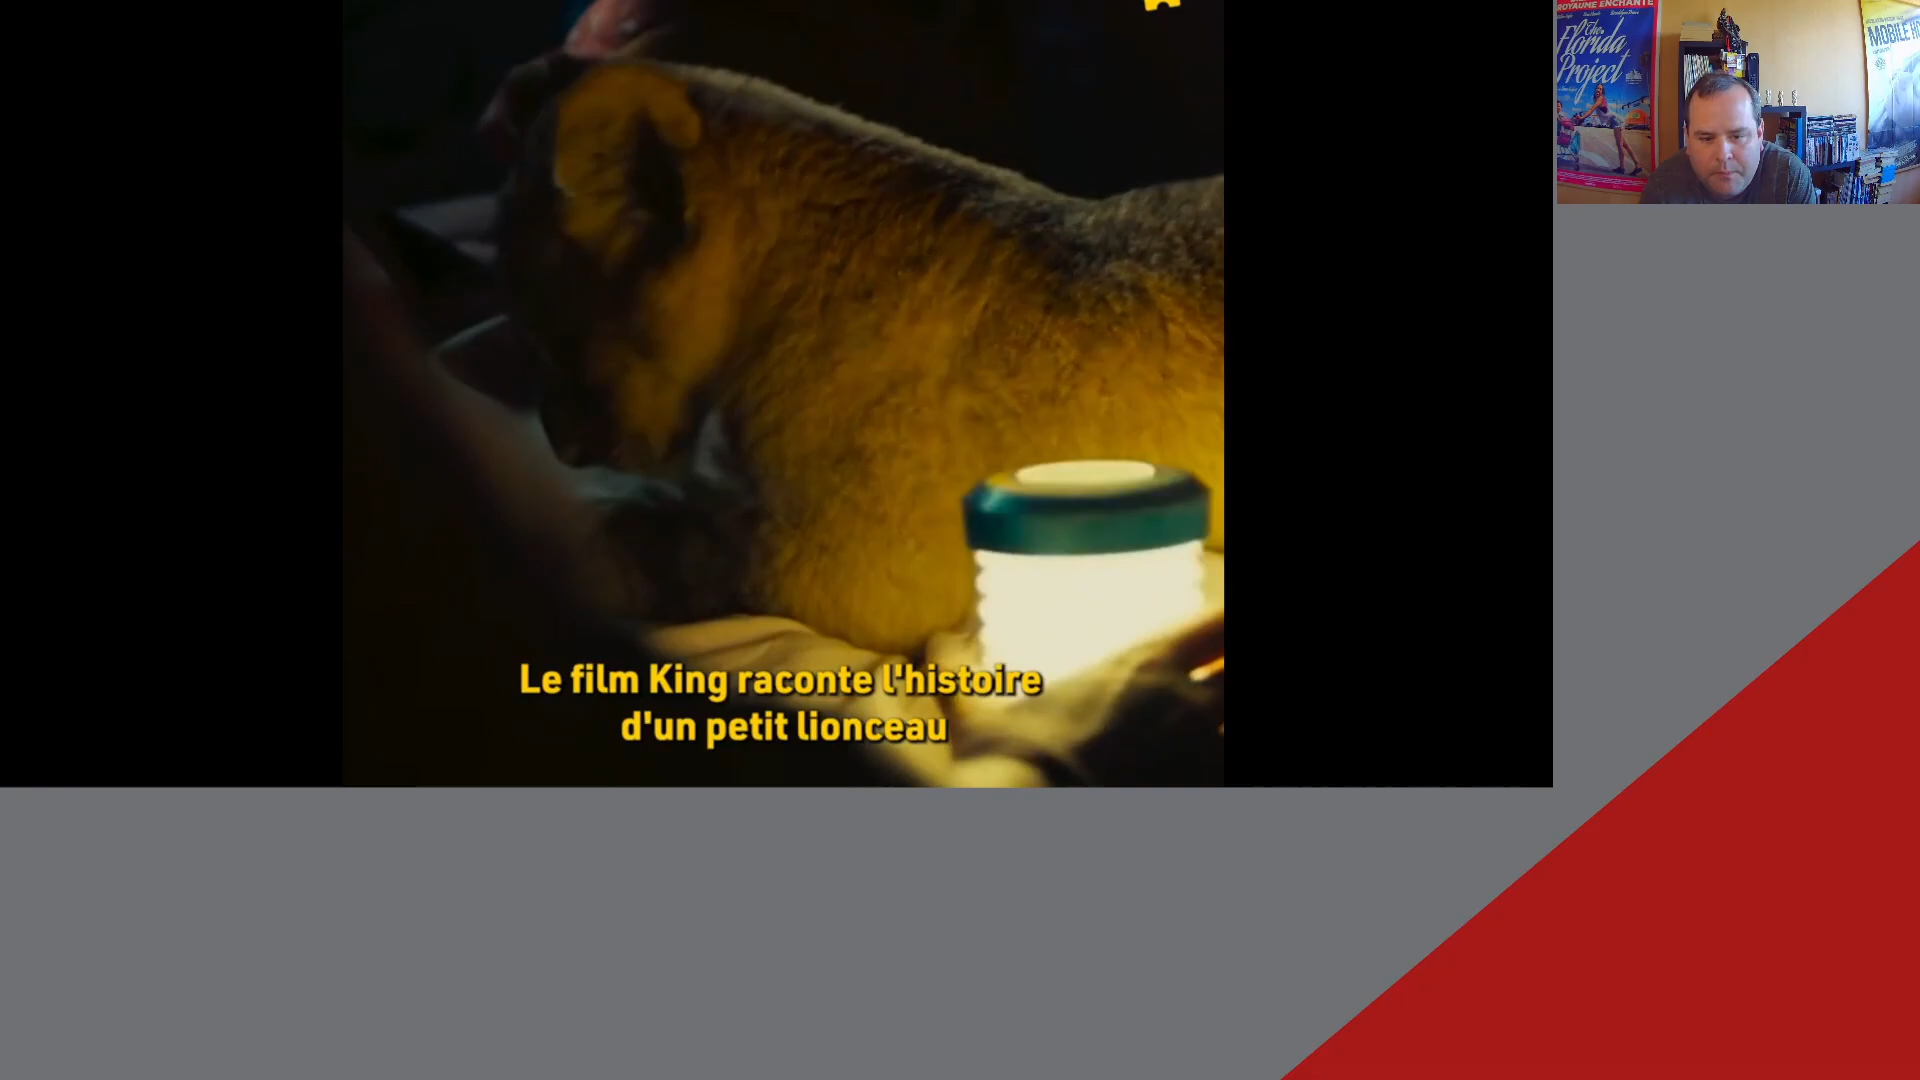 Le film King raconte l'histoire
d'un petit lionceau
ROYAUME ENCHANTÉ
The
Florida
Project
MOBILE